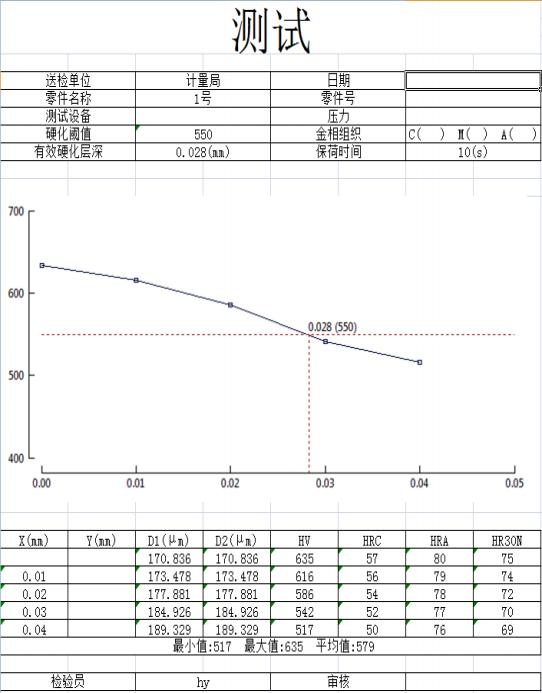 测试
送检单位 计量局 日期
零件名称 1号 零件号
测试设备 压力
硬化阈值 550 金相组织 C( ) M( ) A( )
有效硬化层深 0.028(mm) 保荷时间 10(s)
700
600
500
400
0.028 (550)
0.00 0.01 0.02 0.03 0.04 0.05
X(mm) Y(mm) D1(μm) D2(μm) HV HRC HRA HR30N
170.836 170.836 635 57 80 75
0.01 173.478 173.478 616 56 79 74
0.02 177.881 177.881 586 54 78 72
0.03 184.926 184.926 542 52 77 70
0.04 189.329 189.329 517 50 76 69
最小值:517 最大值:635 平均值:579
检验员 hy 审核